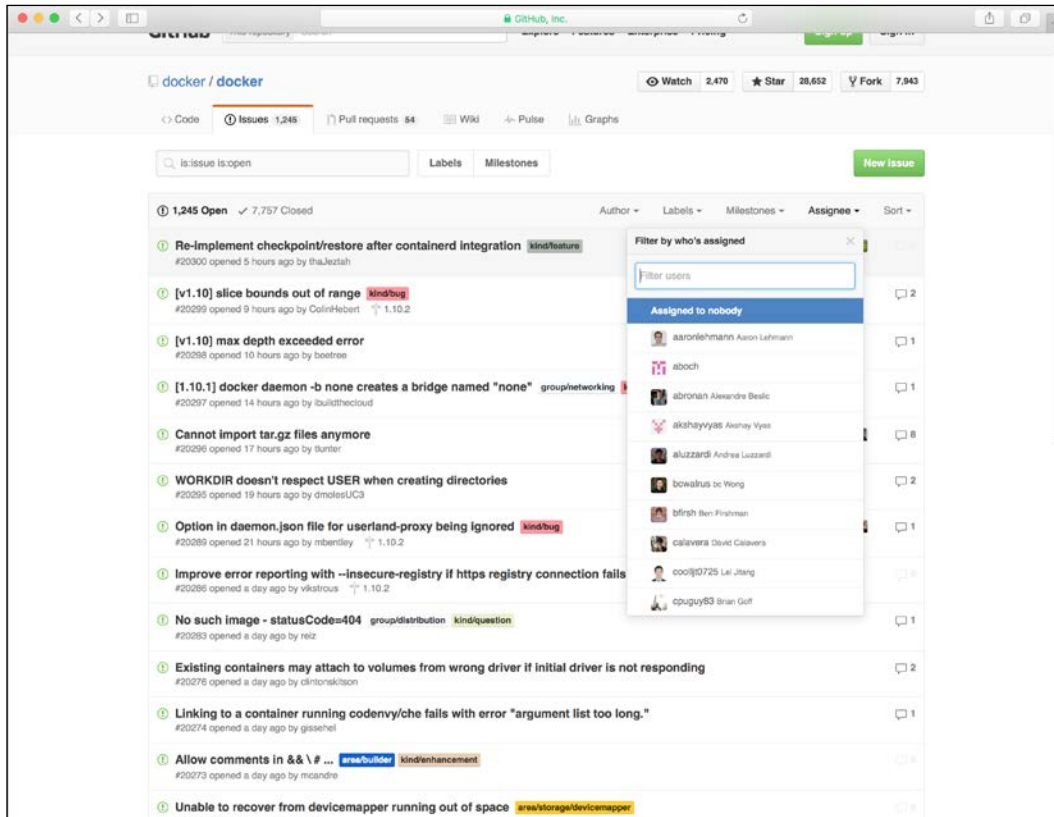 GitHub, Inc.
GitHub This repository Search Explore Features Enterprise Pricing Sign up Sign in
docker / docker Watch 2,470 Star 28,652 Fork 7,943
Code Issues 1,245 Pull requests 54 Wiki Pulse Graphs
is:issue is:open Labels Milestones New issue
1,245 Open 7,757 Closed Author Labels Milestones Assignee Sort
Re-implement checkpoint/restore after containerd integration kind/feature
#20300 opened 5 hours ago by thaJeztah
[v1.10] slice bounds out of range kind/bug 2
#20299 opened 9 hours ago by ColinHebert 1.10.2
[v1.10] max depth exceeded error 1
#20298 opened 10 hours ago by beetree
[1.10.1] docker daemon -b none creates a bridge named "none" group/networking 1
#20297 opened 14 hours ago by ibuildthecloud
Cannot import tar.gz files anymore 8
#20296 opened 17 hours ago by tlunter
WORKDIR doesn't respect USER when creating directories 2
#20295 opened 19 hours ago by dmolesUC3
Option in daemon.json file for userland-proxy being ignored kind/bug 1
#20289 opened 21 hours ago by mbentley 1.10.2
Improve error reporting with --insecure-registry if https registry connection fails
#20286 opened a day ago by vikstrous 1.10.2
No such image - statusCode=404 group/distribution kind/question 1
#20283 opened a day ago by reiz
Existing containers may attach to volumes from wrong driver if initial driver is not responding 2
#20276 opened a day ago by clintonskitson
Linking to a container running codenvy/che fails with error "argument list too long." 1
#20274 opened a day ago by gissehel
Allow comments in && \ # ... area/builder kind/enhancement
#20273 opened a day ago by mcandre
Unable to recover from devicemapper running out of space area/storage/devicemapper
Filter by who's assigned
Filter users
Assigned to nobody
aaronlehmann Aaron Lehmann
aboch
abronan Alexandre Beslic
akshayvyas Akshay Vyas
aluzzardi Andrea Luzzardi
bcwalrus bc Wong
bfirsh Ben Firshman
calavera David Calavera
coolljt0725 Lei Jitang
cpuguy83 Brian Goff